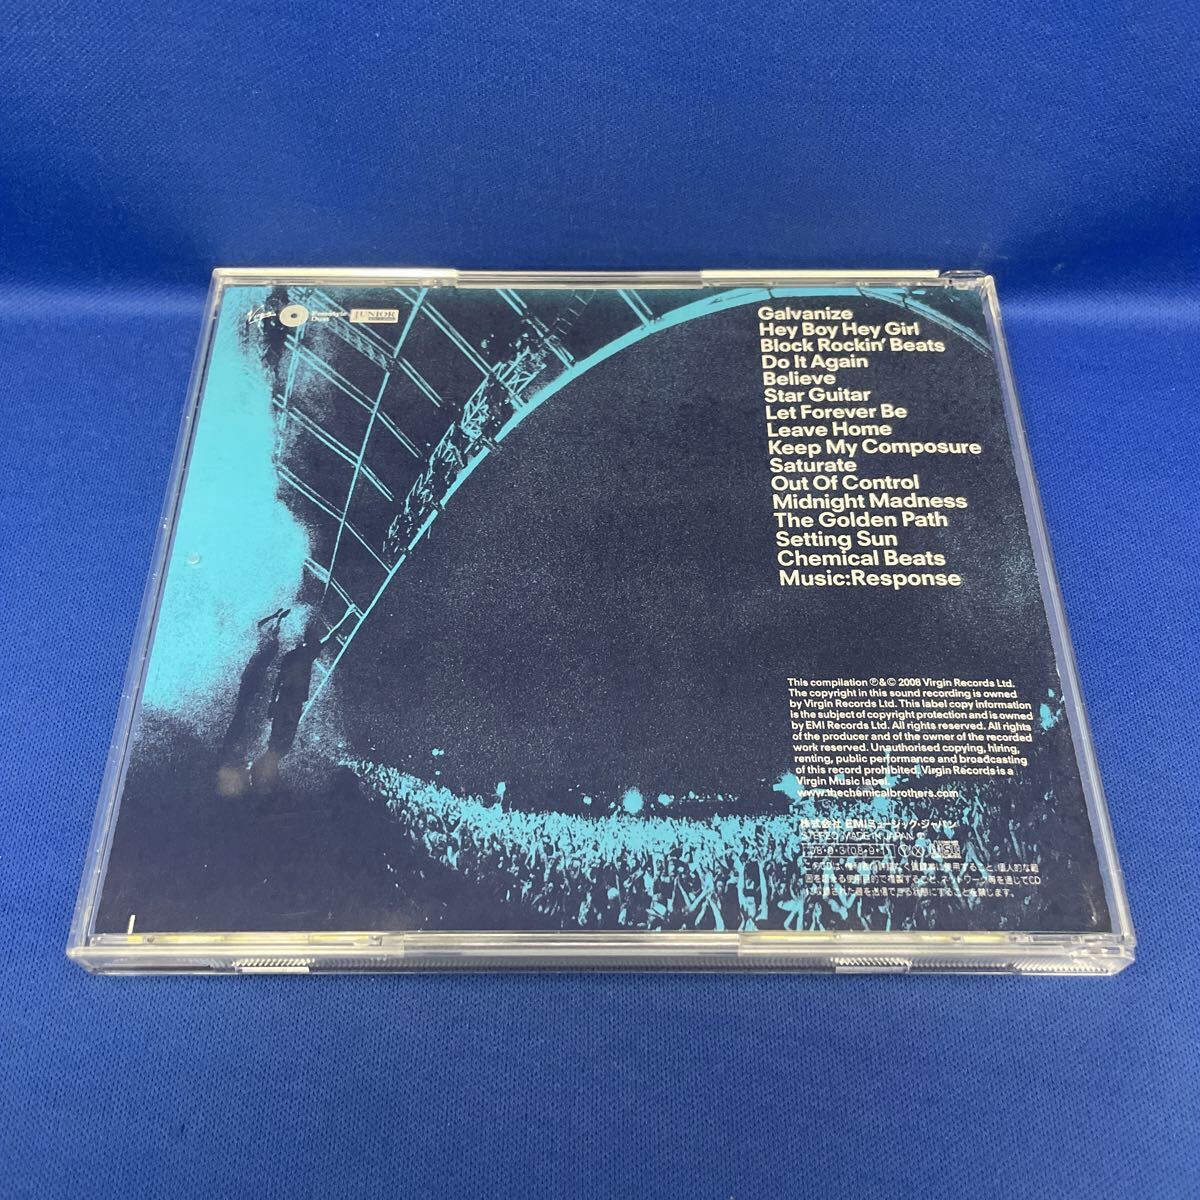 Virgin
Freestyle
Dust
JUNIOR
Galvanize
Hey Boy Hey Girl
Block Rockin' Beats
Do It Again
Believe
Star Guitar
Let Forever Be
Leave Home
Keep My Composure
Saturate
Out Of Control
Midnight Madness
The Golden Path
Setting Sun
Chemical Beats
Music:Response
This compilation ℗&© 2008 Virgin Records Ltd.
The copyright in this sound recording is owned
by Virgin Records Ltd. This label copy information
is the subject of copyright protection and is owned
by EMI Records Ltd. All rights reserved. All rights
of the producer and of the owner of the recorded
work reserved. Unauthorised copying, hiring,
renting, public performance and broadcasting
of this record prohibited. Virgin Records is a
Virgin Music label.
www.thechemicalbrothers.com
株式会社 EMIミュージック・ジャパン
STEREO MADE IN JAPAN